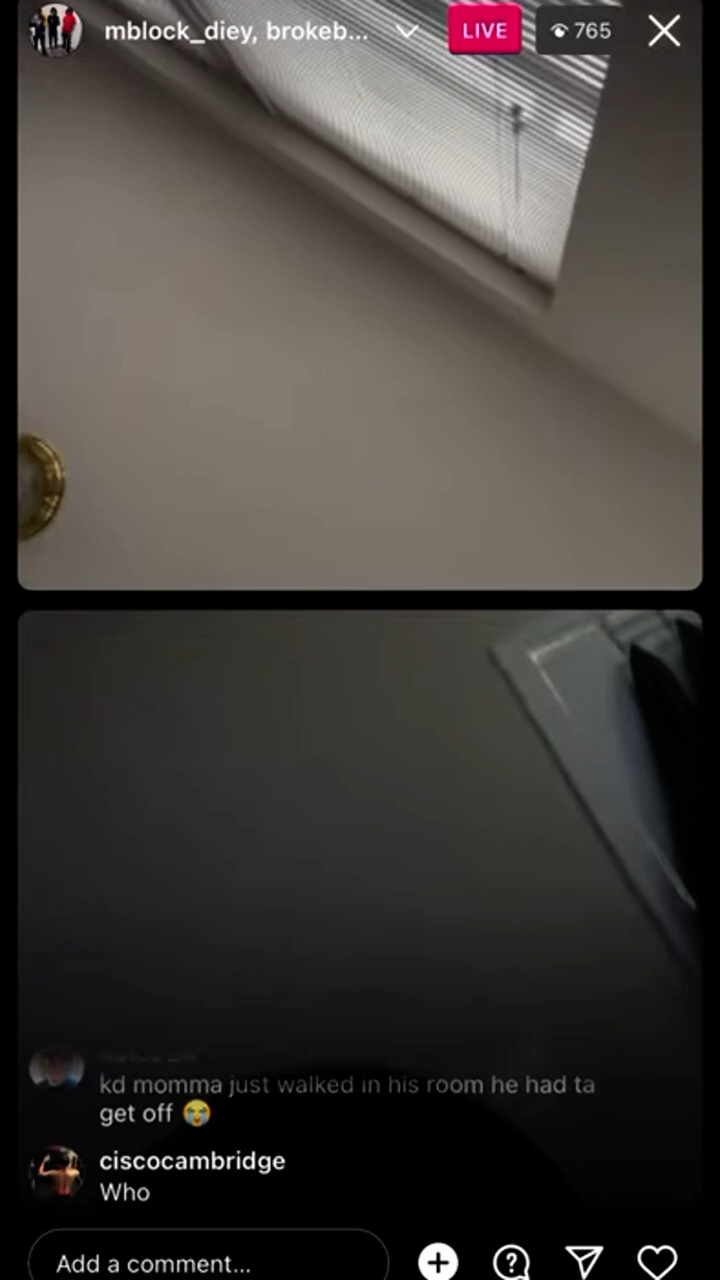 mblock_diey, brokeb...
LIVE
765
kd momma just walked in his room he had ta
get off 😭
ciscocambridge
Who
Add a comment...